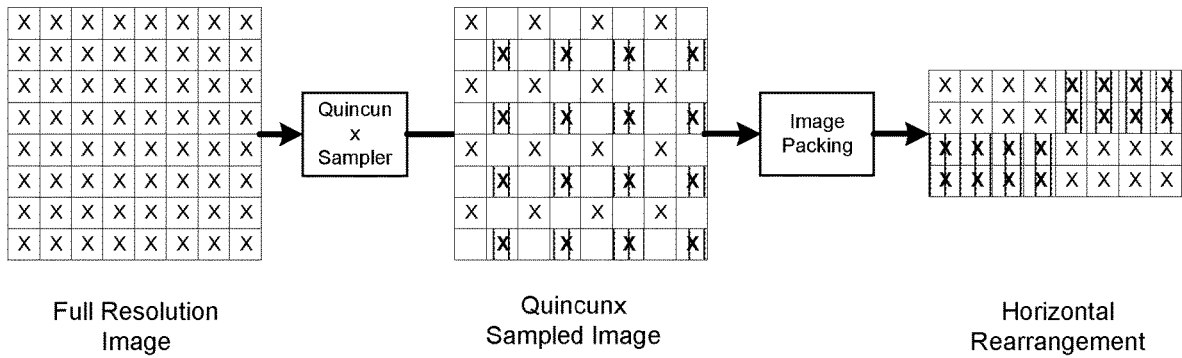 X X X X X X X X
X X X X X X X X
X X X X X X X X
X X X X X X X X
X X X X X X X X
X X X X X X X X
X X X X X X X X
X X X X X X X X
Quincun
x
Sampler
X X X X
X X X X
X X X X
X X X X
X X X X
X X X X
X X X X
X X X X
Image
Packing
X X X X X X X X
X X X X X X X X
X X X X X X X X
X X X X X X X X
Full Resolution
Image
Quincunx
Sampled Image
Horizontal
Rearrangement